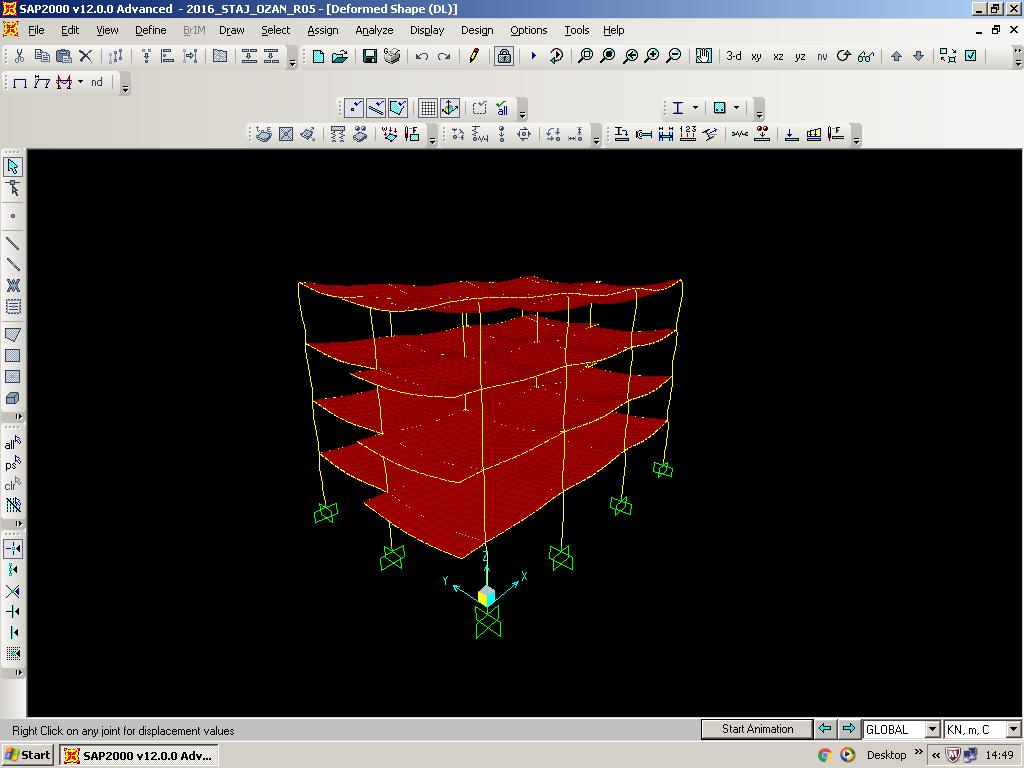 SAP2000 v12.0.0 Advanced - 2016_STAJ_OZAN_R05 - [Deformed Shape (DL)]
File Edit View Define BrIM Draw Select Assign Analyze Display Design Options Tools Help
3-d xy xz yz nv
nd
all
all
ps
clr
Z
Y X
Right Click on any joint for displacement values
Start Animation
GLOBAL
KN, m, C
Start
SAP2000 v12.0.0 Adv...
Desktop
14:49